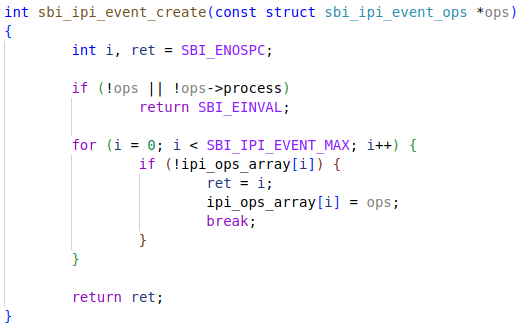 int sbi_ipi_event_create(const struct sbi_ipi_event_ops *ops)
{
        int i, ret = SBI_ENOSPC;

        if (!ops || !ops->process)
                return SBI_EINVAL;

        for (i = 0; i < SBI_IPI_EVENT_MAX; i++) {
                if (!ipi_ops_array[i]) {
                        ret = i;
                        ipi_ops_array[i] = ops;
                        break;
                }
        }

        return ret;
}